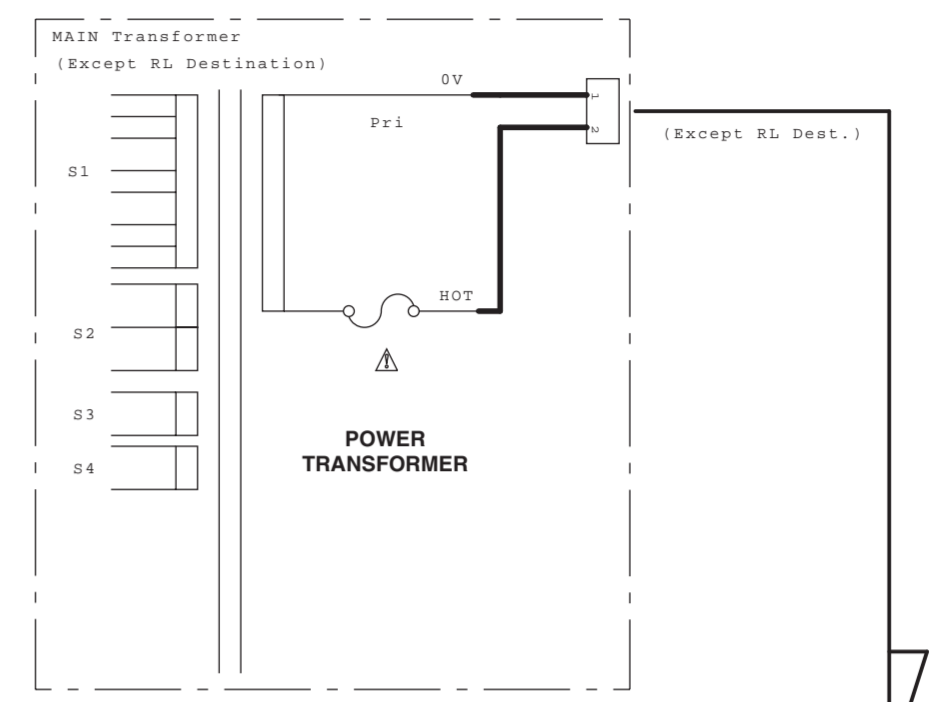 MAIN Transformer
(Except RL Destination)
0V
1
Pri
2
(Except RL Dest.)
S1
HOT
S2
S3
POWER
TRANSFORMER
S4